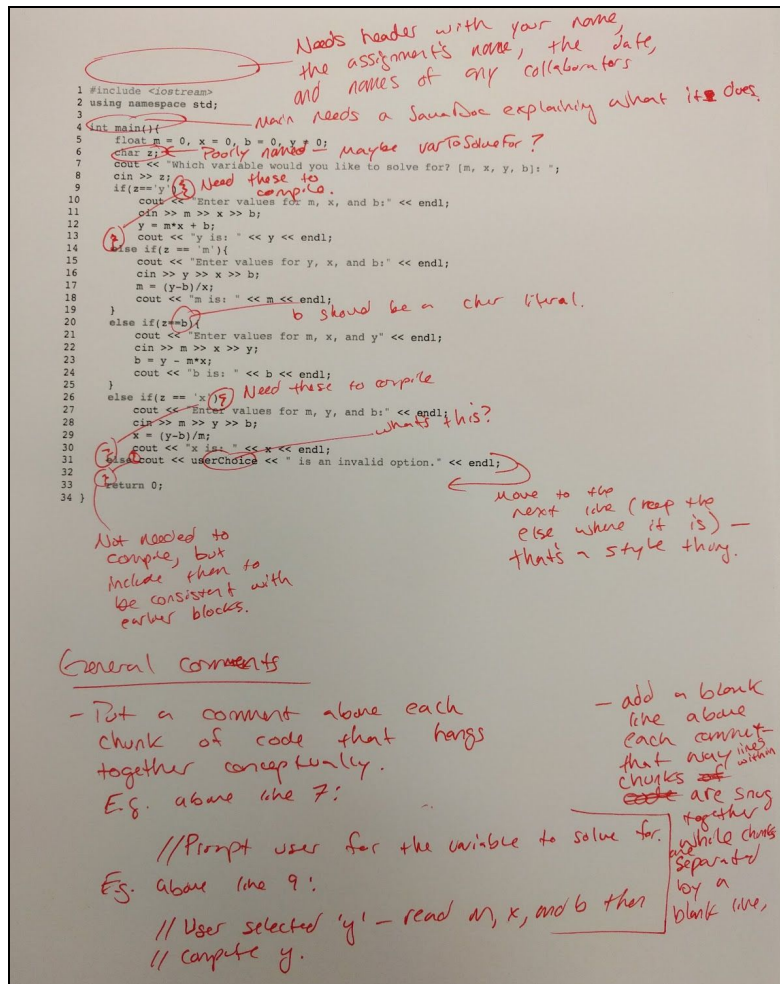 Needs header with your name,
the assignment's name, the date,
and names of any collaborators
1 #include <iostream>
2 using namespace std;
3
Main needs a JavaDoc explaining what it does.
4 int main(){
5 float m = 0, x = 0, b = 0, y = 0;
6 char z;
Poorly named – maybe varToSolveFor?
7 cout << "Which variable would you like to solve for? [m, x, y, b]: ";
8 cin >> z;
9 if(z=='y') {
Need these to
compile.
10 cout << "Enter values for m, x, and b:" << endl;
11 cin >> m >> x >> b;
12 y = m*x + b;
13 cout << "y is: " << y << endl;
}
14 else if(z == 'm'){
15 cout << "Enter values for y, x, and b:" << endl;
16 cin >> y >> x >> b;
17 m = (y-b)/x;
18 cout << "m is: " << m << endl;
19 }
b should be a char literal.
20 else if(z==b){
21 cout << "Enter values for m, x, and y" << endl;
22 cin >> m >> x >> y;
23 b = y - m*x;
24 cout << "b is: " << b << endl;
25 }
26 else if(z == 'x') {
Need these to compile
27 cout << "Enter values for m, y, and b:" << endl;
28 cin >> m >> y >> b;
29 x = (y-b)/m;
what's this?
30 cout << "x is: " << x << endl;
}
31 else cout << userChoice << " is an invalid option." << endl;
32
}
33 return 0;
34 }
Move to the
next line (keep the
else where it is) –
that's a style thing.
Not needed to
compile, but
include them to
be consistent with
earlier blocks.
General comments
- Put a comment above each
chunk of code that hangs
together conceptually.
E.g. above line 7:
//Prompt user for the variable to solve for.
E.g. above line 9:
// User selected 'y' – read m, x, and b then
// compute y.
- add a blank
line above
each comment –
that way lines within
chunks of
code are snug
together
while chunks
are separated
by a
blank line,